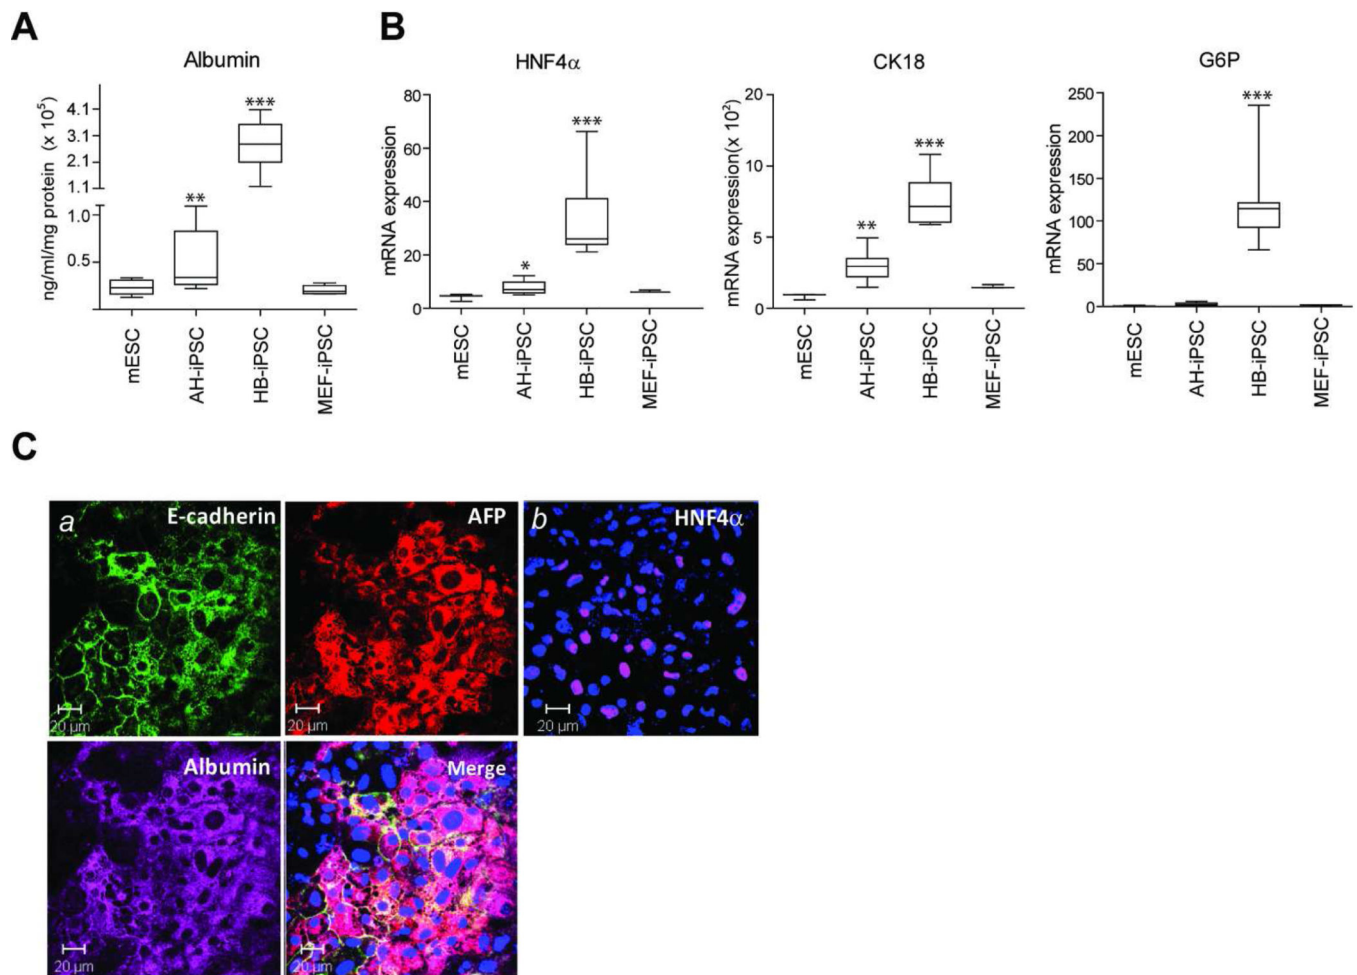 A
Albumin
ng/ml/mg protein (x 10⁵)
4.1
3.1
2.1
1.1
1.0
0.5
**
***
mESC
AH-iPSC
HB-iPSC
MEF-iPSC
B
HNF4α
mRNA expression
80
60
40
20
0
*
***
mESC
AH-iPSC
HB-iPSC
MEF-iPSC
CK18
mRNA expression(x 10²)
20
10
5
0
**
***
mESC
AH-iPSC
HB-iPSC
MEF-iPSC
G6P
mRNA expression
250
200
150
100
50
0
***
mESC
AH-iPSC
HB-iPSC
MEF-iPSC
C
a
E-cadherin
20 µm
AFP
20 µm
b
HNF4α
20 µm
Albumin
20 µm
Merge
20 µm